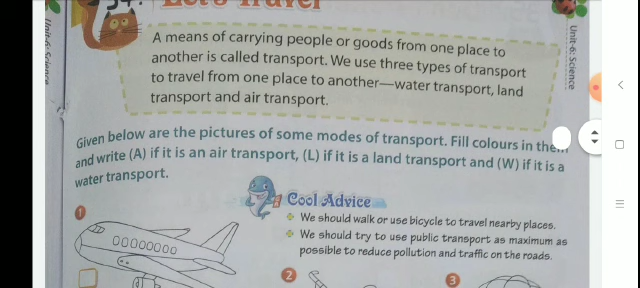 Let's Travel
A means of carrying people or goods from one place to
another is called transport. We use three types of transport
to travel from one place to another—water transport, land
transport and air transport.
Unit-6: Science
Unit-6: Science
Given below are the pictures of some modes of transport. Fill colours in them
and write (A) if it is an air transport, (L) if it is a land transport and (W) if it is a
water transport.
Cool Advice
We should walk or use bicycle to travel nearby places.
We should try to use public transport as maximum as
possible to reduce pollution and traffic on the roads.
1
2
3